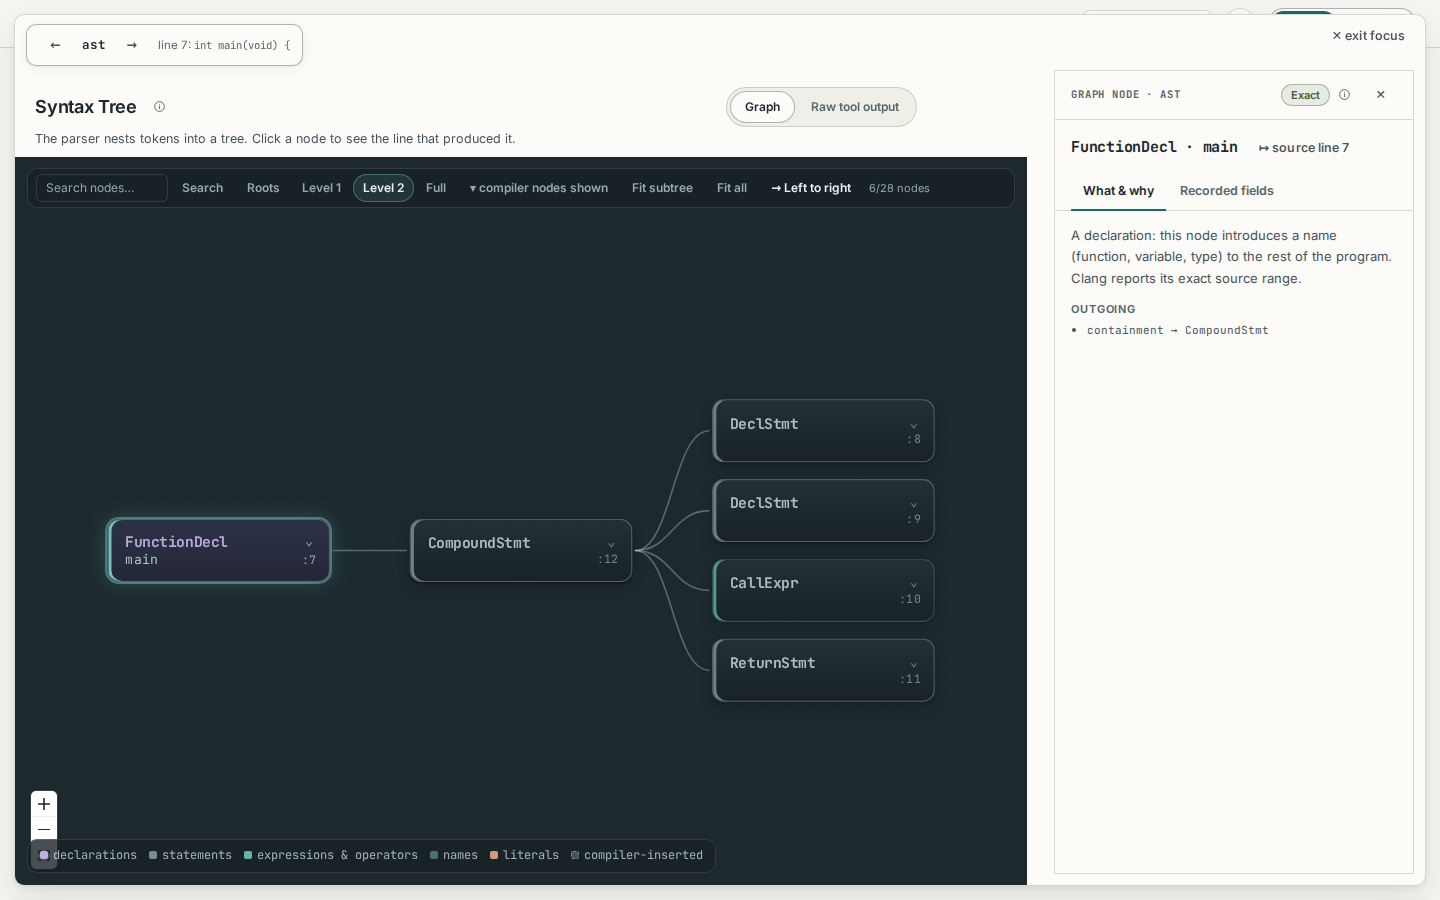 ← ast → line 7: int main(void) {
× exit focus
Syntax Tree
Graph Raw tool output
The parser nests tokens into a tree. Click a node to see the line that produced it.
Search nodes... Search Roots Level 1 Level 2 Full ▾ compiler nodes shown Fit subtree Fit all → Left to right 6/28 nodes
FunctionDecl
main :7
CompoundStmt
:12
DeclStmt
:8
DeclStmt
:9
CallExpr
:10
ReturnStmt
:11
declarations statements expressions & operators names literals compiler-inserted
GRAPH NODE · AST Exact ×
FunctionDecl · main ↦ source line 7
What & why Recorded fields
A declaration: this node introduces a name
(function, variable, type) to the rest of the program.
Clang reports its exact source range.
OUTGOING
• containment → CompoundStmt